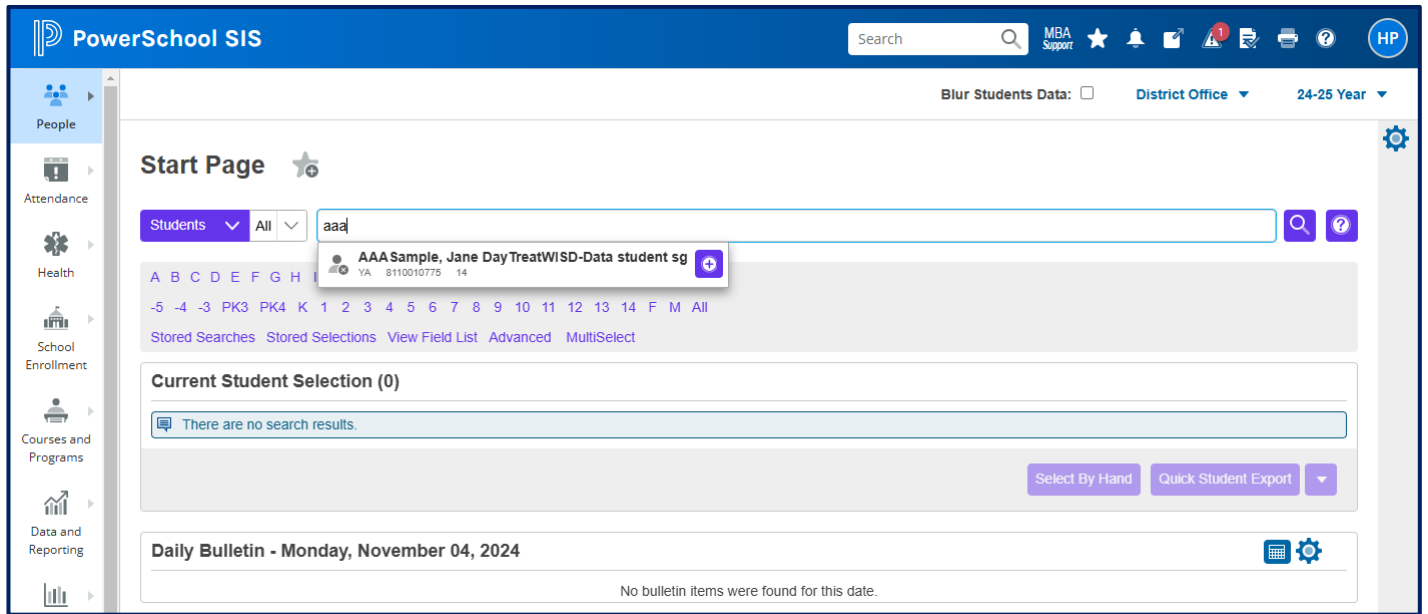 PowerSchool SIS
Search
MBA
Support
1
HP
People
Blur Students Data:
District Office
24-25 Year
Attendance
Health
School
Enrollment
Courses and
Programs
Data and
Reporting
Start Page
Students
All
aaa
?
AAASample, Jane DayTreatWISD-Data student sg
YA 8110010775 14
A B C D E F G H I
-5 -4 -3 PK3 PK4 K 1 2 3 4 5 6 7 8 9 10 11 12 13 14 F M All
Stored Searches Stored Selections View Field List Advanced MultiSelect
Current Student Selection (0)
There are no search results.
Select By Hand
Quick Student Export
Daily Bulletin - Monday, November 04, 2024
No bulletin items were found for this date.